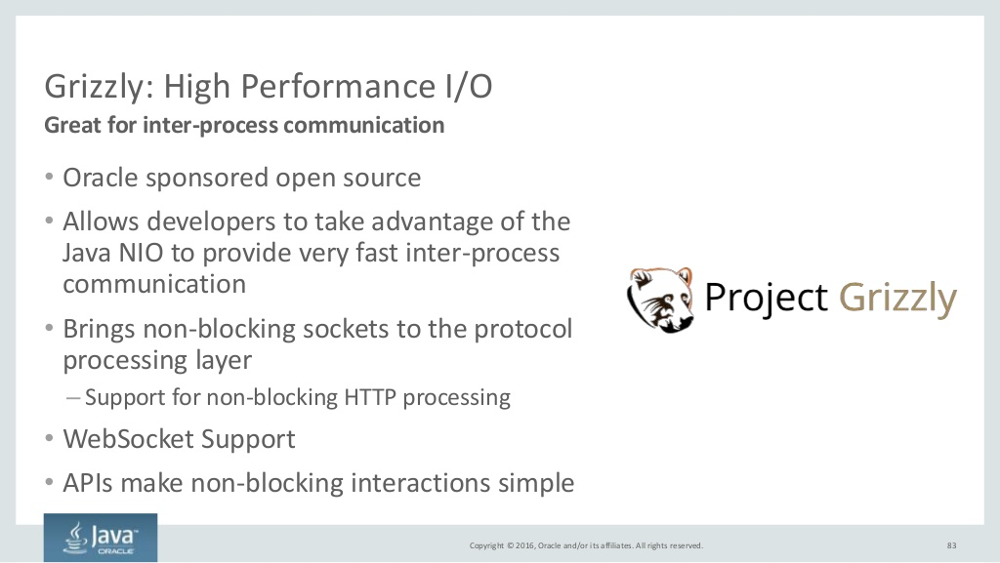 Grizzly: High Performance I/O
Great for inter-process communication
• Oracle sponsored open source
• Allows developers to take advantage of the
Java NIO to provide very fast inter-process
communication
• Brings non-blocking sockets to the protocol
processing layer
– Support for non-blocking HTTP processing
• WebSocket Support
• APIs make non-blocking interactions simple
Project Grizzly
Java™
ORACLE
Copyright © 2016, Oracle and/or its affiliates. All rights reserved.
83